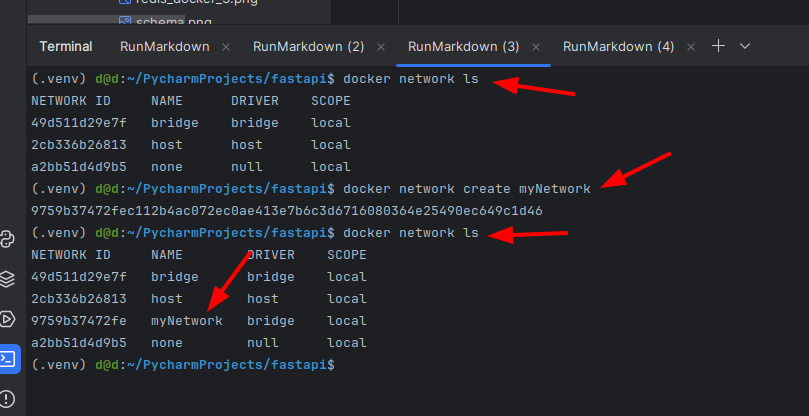 redis_docker_3.png
schema.png
Terminal RunMarkdown × RunMarkdown (2) × RunMarkdown (3) × RunMarkdown (4) ×
(.venv) d@d:~/PycharmProjects/fastapi$ docker network ls
NETWORK ID NAME DRIVER SCOPE
49d511d29e7f bridge bridge local
2cb336b26813 host host local
a2bb51d4d9b5 none null local
(.venv) d@d:~/PycharmProjects/fastapi$ docker network create myNetwork
9759b37472fec112b4ac072ec0ae413e7b6c3d6716080364e25490ec649c1d46
(.venv) d@d:~/PycharmProjects/fastapi$ docker network ls
NETWORK ID NAME DRIVER SCOPE
49d511d29e7f bridge bridge local
2cb336b26813 host host local
9759b37472fe myNetwork bridge local
a2bb51d4d9b5 none null local
(.venv) d@d:~/PycharmProjects/fastapi$